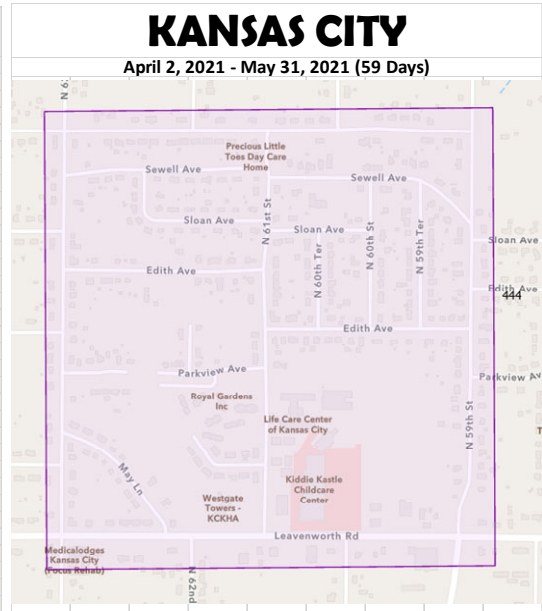 KANSAS CITY
April 2, 2021 - May 31, 2021 (59 Days)
Precious Little
Toes Day Care
Home
Sewell Ave
Sewell Ave
Sloan Ave
N 61st St
Sloan Ave
N 60th Ter
N 60th St
N 59th Ter
Sloan Ave
Edith Ave
Edith Ave
444
Edith Ave
Parkview Ave
Parkview Av
Royal Gardens
Inc
Life Care Center
of Kansas City
N 59th St
May Ln
Kiddie Kastle
Childcare
Center
Westgate
Towers -
KCKHA
Leavenworth Rd
Medicalodges
Kansas City
(Focus Rehab)
N 62nd